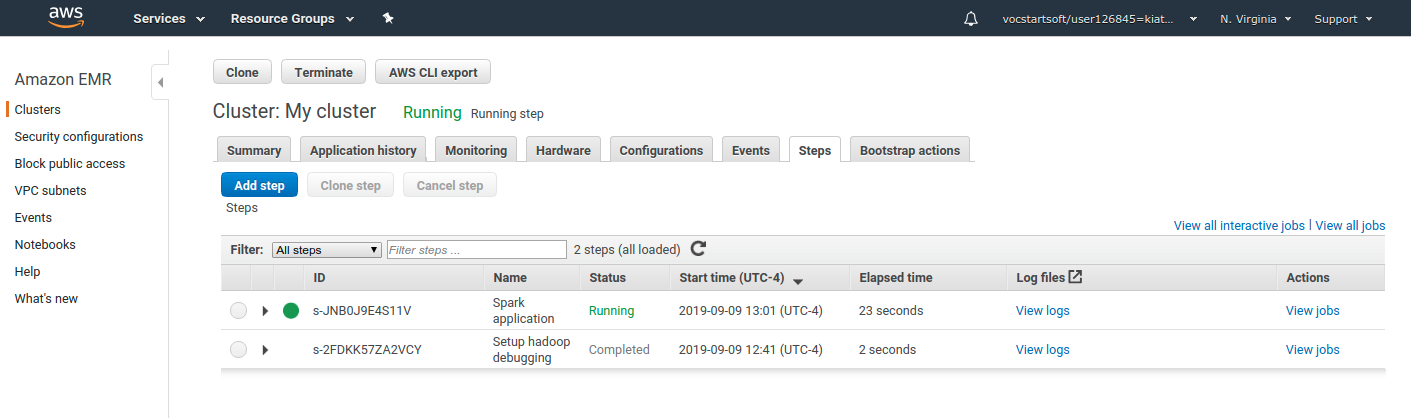 aws Services Resource Groups vocstartsoft/user126845=kiat... N. Virginia Support
Amazon EMR
Clusters
Security configurations
Block public access
VPC subnets
Events
Notebooks
Help
What's new
Clone Terminate AWS CLI export
Cluster: My cluster Running Running step
Summary Application history Monitoring Hardware Configurations Events Steps Bootstrap actions
Add step Clone step Cancel step
Steps
View all interactive jobs | View all jobs
Filter: All steps Filter steps ... 2 steps (all loaded)
ID Name Status Start time (UTC-4) Elapsed time Log files Actions
s-JNB0J9E4S11V Spark application Running 2019-09-09 13:01 (UTC-4) 23 seconds View logs View jobs
s-2FDKK57ZA2VCY Setup hadoop debugging Completed 2019-09-09 12:41 (UTC-4) 2 seconds View logs View jobs